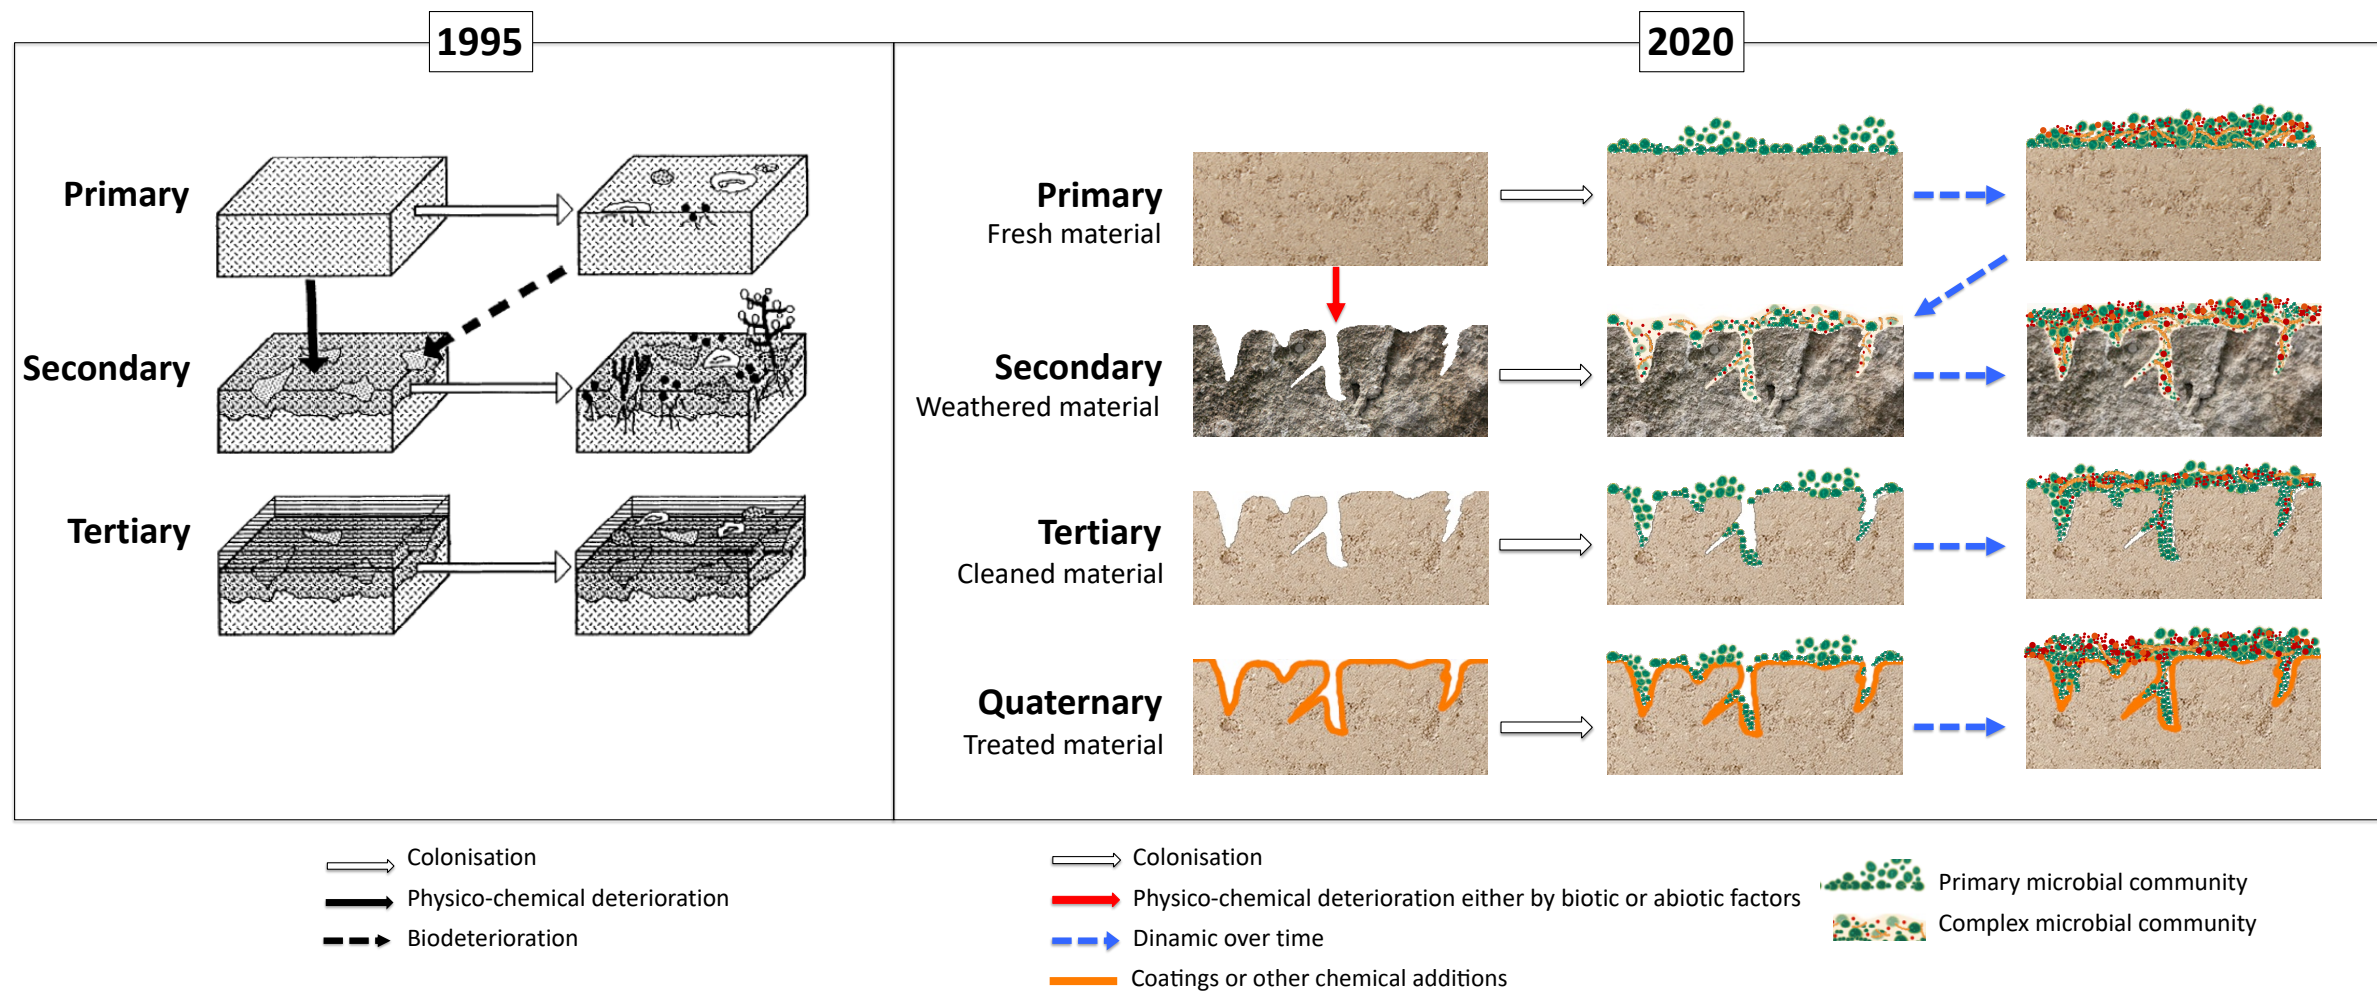 1995
Primary
Secondary
Tertiary
2020
Primary
Fresh material
Secondary
Weathered material
Tertiary
Cleaned material
Quaternary
Treated material
Colonisation
Physico-chemical deterioration
Biodeterioration
Colonisation
Physico-chemical deterioration either by biotic or abiotic factors
Dinamic over time
Coatings or other chemical additions
Primary microbial community
Complex microbial community